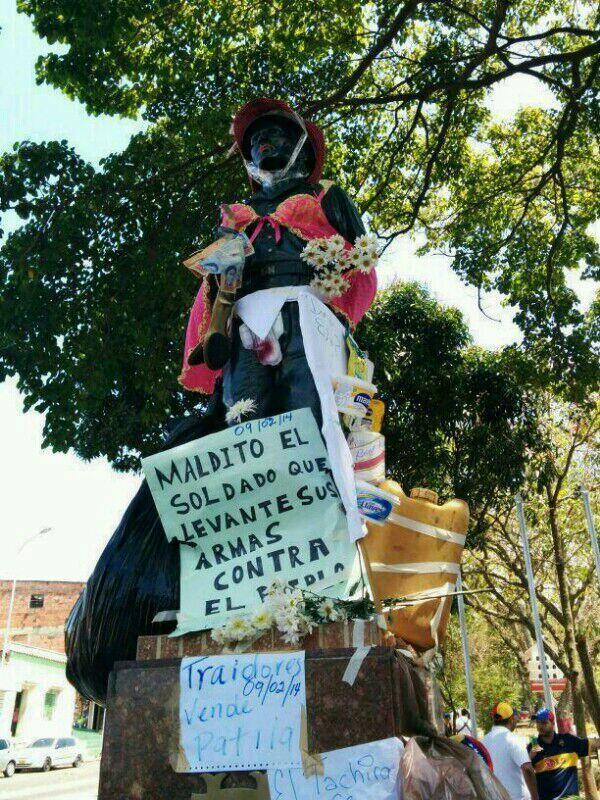 09/02/14
MALDITO EL
SOLDADO QUE
LEVANTE SUS
ARMAS
CONTRA
EL PUEBLO
Traidores
09/02/14
Vende
Patria
El Tachira